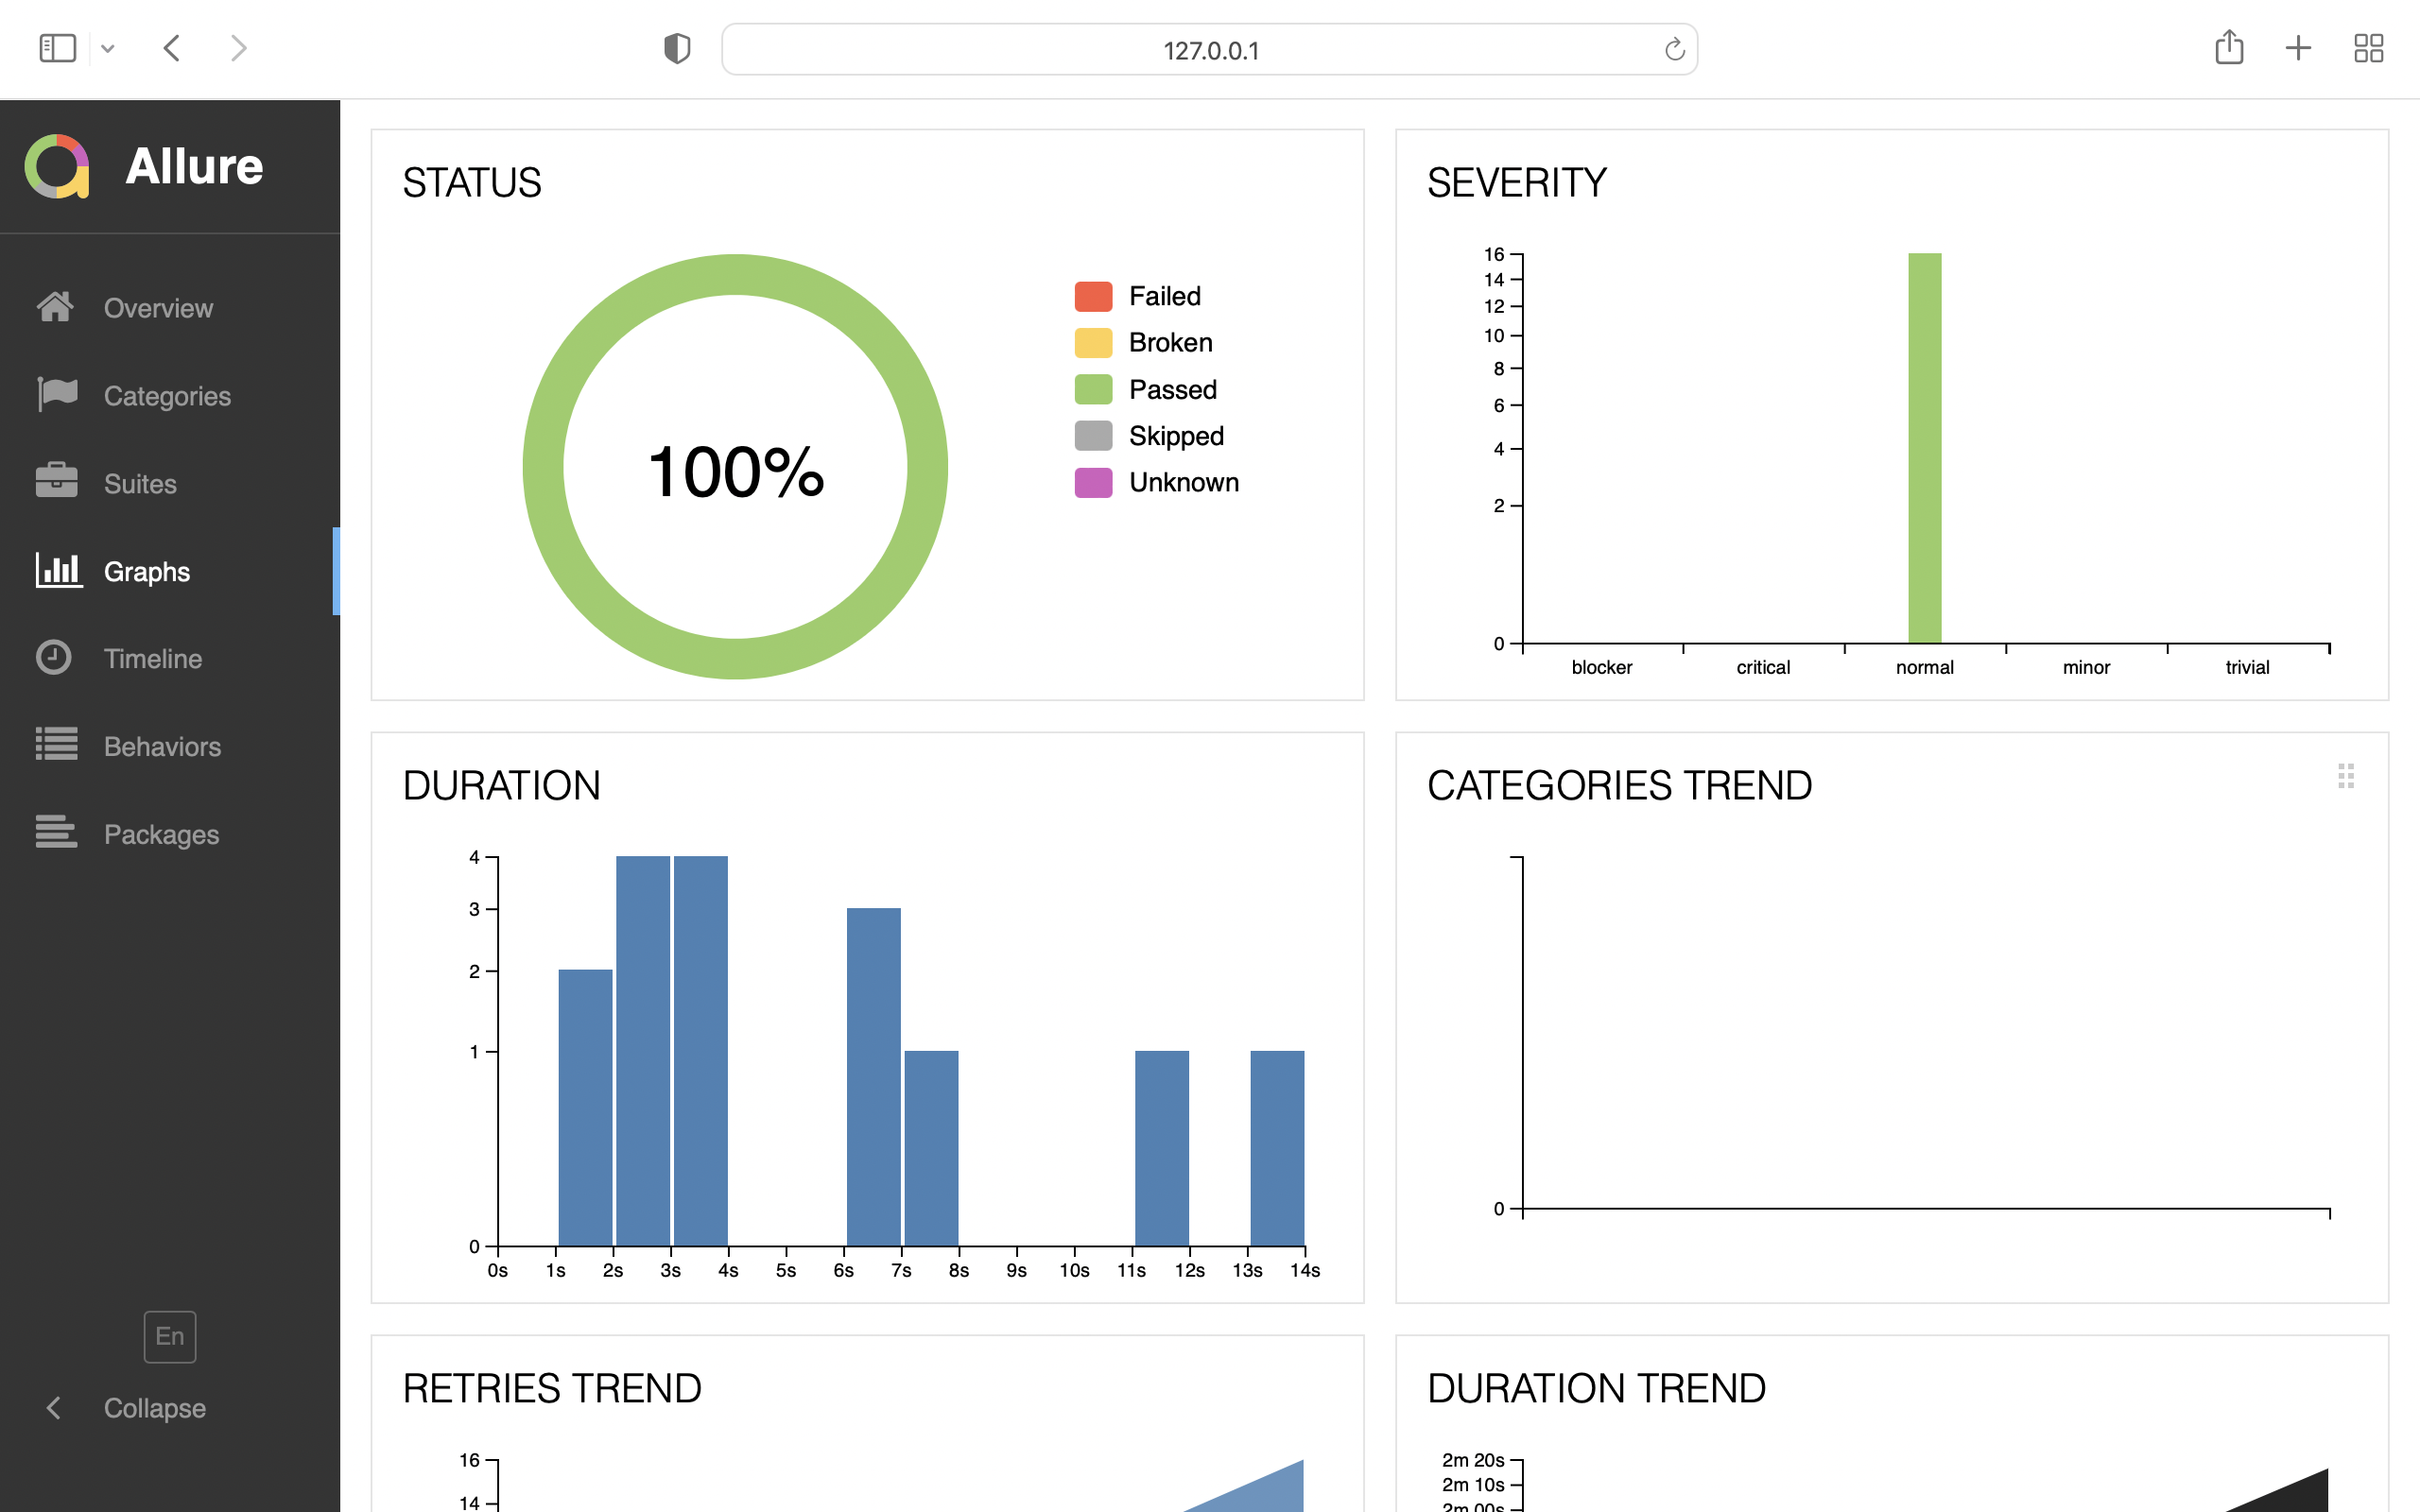 127.0.0.1
Allure
Overview
Categories
Suites
Graphs
Timeline
Behaviors
Packages
En
Collapse
STATUS
100%
Failed
Broken
Passed
Skipped
Unknown
SEVERITY
16
14
12
10
8
6
4
2
0
blocker critical normal minor trivial
DURATION
4
3
2
1
0
0s 1s 2s 3s 4s 5s 6s 7s 8s 9s 10s 11s 12s 13s 14s
CATEGORIES TREND
0
RETRIES TREND
16
14
DURATION TREND
2m 20s
2m 10s
2m 00s